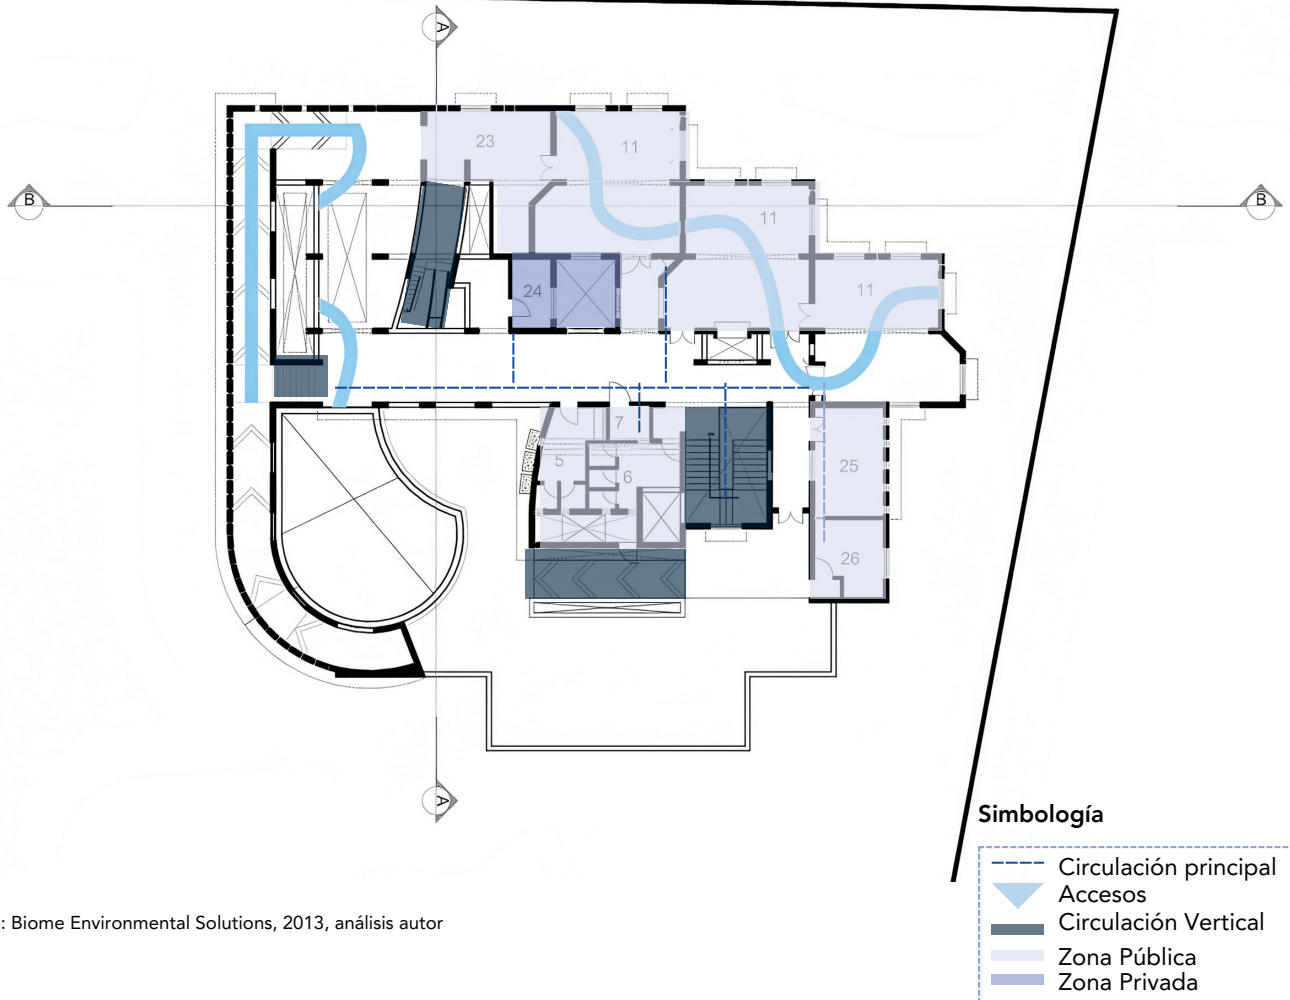 A
23
11
B
B
11
24
11
7
5
6
25
26
A
Simbología
Circulación principal
Accesos
: Biome Environmental Solutions, 2013, análisis autor
Circulación Vertical
Zona Pública
Zona Privada